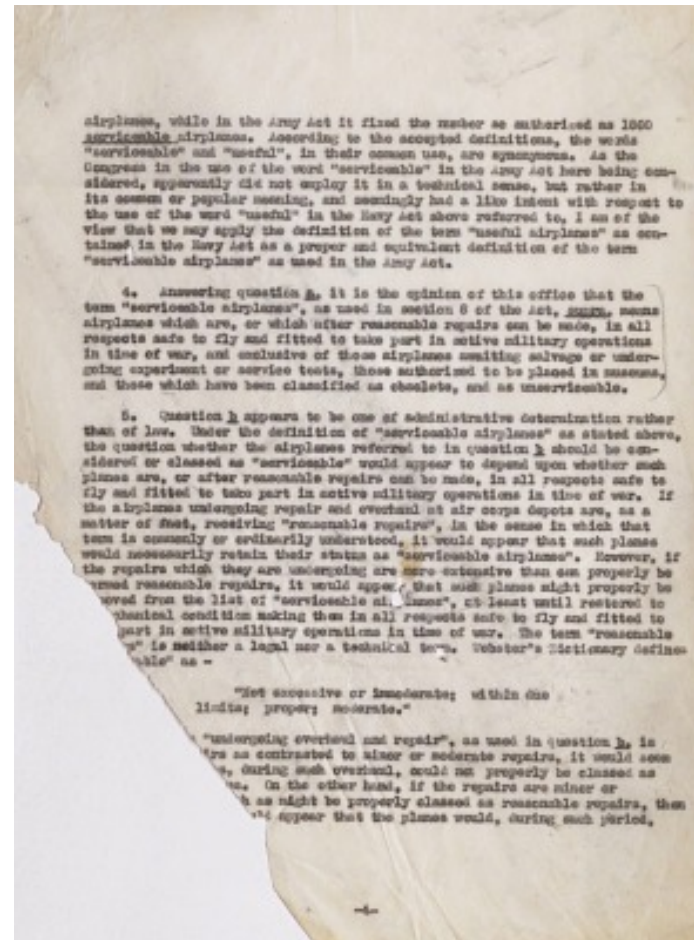 airplanes, while in the Army Act it fixed the number so authorized as 1800
serviceable airplanes. According to the accepted definitions, the words
"serviceable" and "useful", in their common use, are synonymous. As the
Congress in the use of the word "serviceable" in the Army Act here being con-
sidered, apparently did not employ it in a technical sense, but rather in
its common or popular meaning, and seemingly had a like intent with respect to
the use of the word "useful" in the Navy Act above referred to, I am of the
view that we may apply the definition of the term "useful airplanes" as con-
tained in the Navy Act as a proper and equivalent definition of the term
"serviceable airplanes" as used in the Army Act.
4. Answering question a, it is the opinion of this office that the
term "serviceable airplanes", as used in section 8 of the Act, supra, means
airplanes which are, or which after reasonable repairs can be made, in all
respects safe to fly and fitted to take part in active military operations
in time of war, and exclusive of those airplanes awaiting salvage or under-
going experiment or service tests, those authorized to be placed in museums,
and those which have been classified as obsolete, and as unserviceable.
5. Question b appears to be one of administrative determination rather
than of law. Under the definition of "serviceable airplanes" as stated above,
the question whether the airplanes referred to in question b should be con-
sidered or classed as "serviceable" would appear to depend upon whether such
planes are, or after reasonable repairs can be made, in all respects safe to
fly and fitted to take part in active military operations in time of war. If
the airplanes undergoing repair and overhaul at air corps depots are, as a
matter of fact, receiving "reasonable repairs", in the sense in which that
term is commonly or ordinarily understood, it would appear that such planes
would necessarily retain their status as "serviceable airplanes". However, if
the repairs which they are undergoing are more extensive than can properly be
termed reasonable repairs, it would appear that such planes might properly be
moved from the list of "serviceable airplanes", at least until restored to
mechanical condition making them in all respects safe to fly and fitted to
part in active military operations in time of war. The term "reasonable
" is neither a legal nor a technical term. Webster's Dictionary defines
able" as -
"Not excessive or immoderate; within due
limits; proper; moderate."
"undergoing overhaul and repair", as used in question b, is
irs as contrasted to minor or moderate repairs, it would seem
, during such overhaul, could not properly be classed as
es. On the other hand, if the repairs are minor or
h as might be properly classed as reasonable repairs, then
ld appear that the planes would, during such period,
-4-